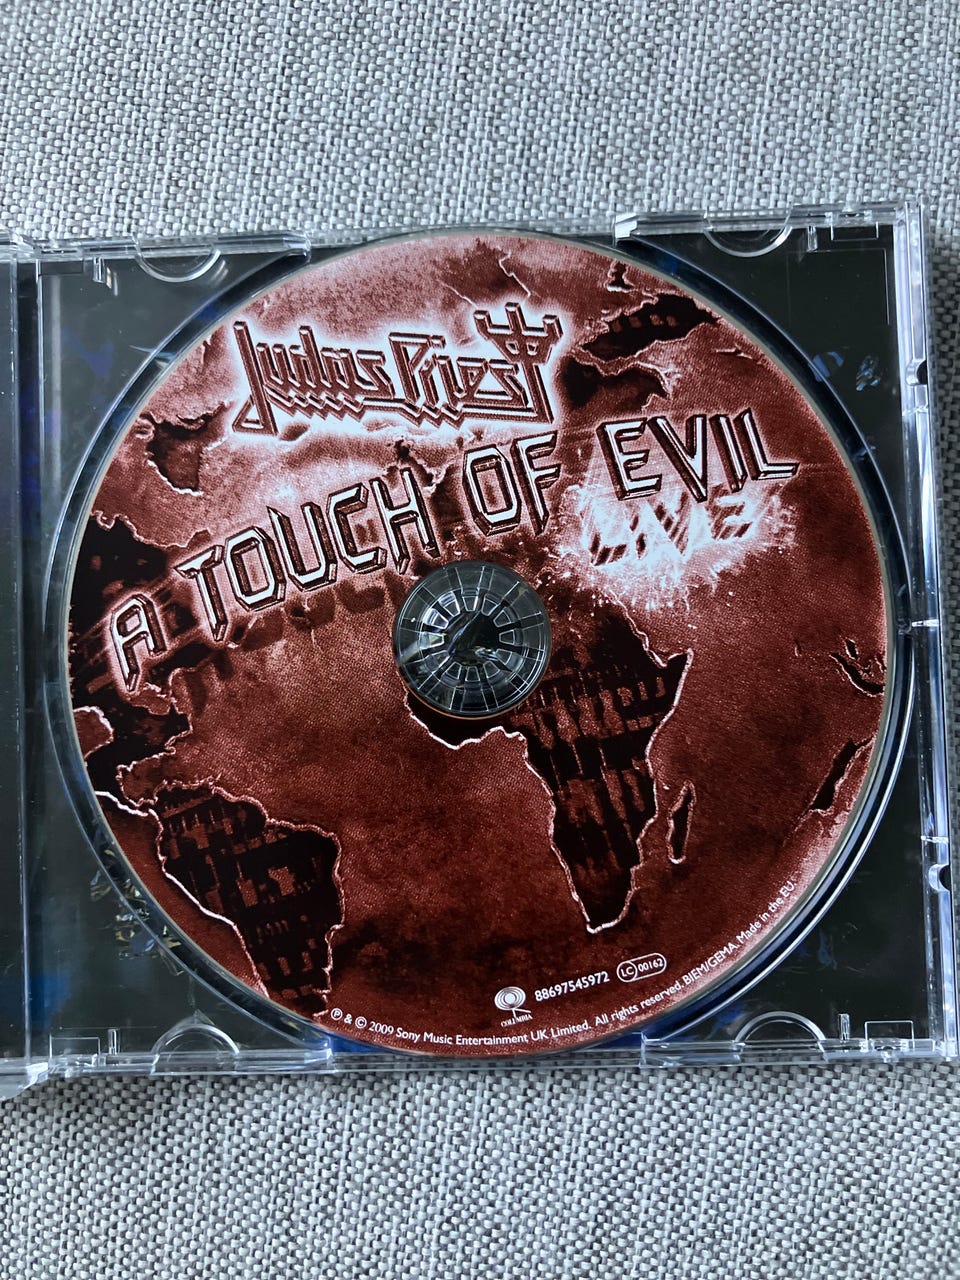 Judas Priest
A TOUCH OF EVIL
LIVE
COLUMBIA
88697545972
LC 00162
℗ & © 2009 Sony Music Entertainment UK Limited. All rights reserved. BIEM/GEMA. Made in the EU